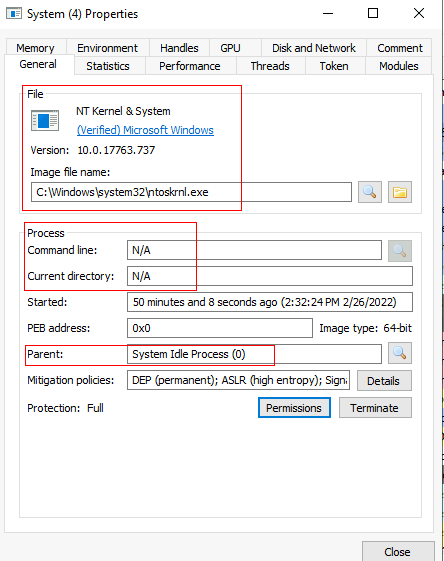 System (4) Properties
Memory Environment Handles GPU Disk and Network Comment
General Statistics Performance Threads Token Modules
File
NT Kernel & System
(Verified) Microsoft Windows
Version: 10.0.17763.737
Image file name:
C:\Windows\system32\ntoskrnl.exe
Process
Command line: N/A
Current directory: N/A
Started: 50 minutes and 8 seconds ago (2:32:24 PM 2/26/2022)
PEB address: 0x0 Image type: 64-bit
Parent: System Idle Process (0)
Mitigation policies: DEP (permanent); ASLR (high entropy); Signa Details
Protection: Full Permissions Terminate
Close